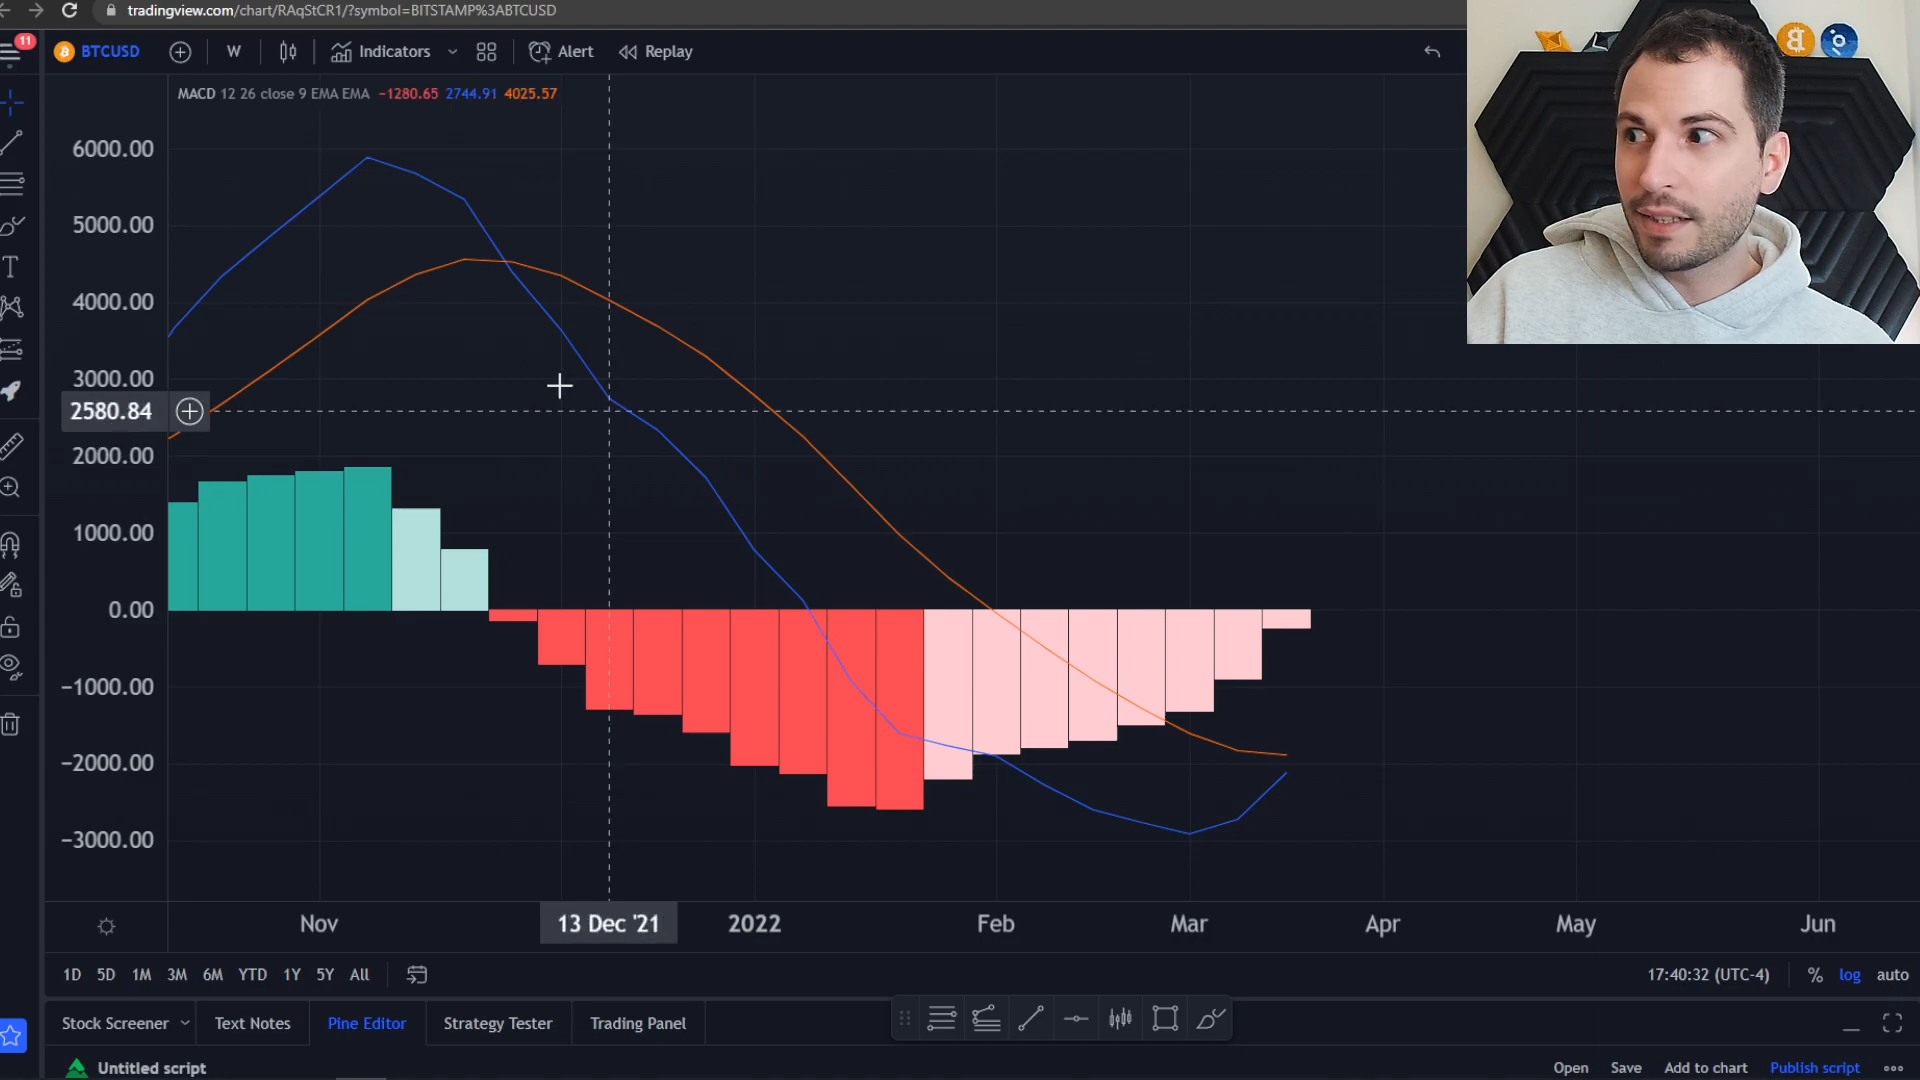 tradingview.com/chart/RAqStCR1/?symbol=BITSTAMP%3ABTCUSD
11
BTCUSD W Indicators Alert Replay
MACD 12 26 close 9 EMA EMA −1280.65 2744.91 4025.57
6000.00
5000.00
4000.00
3000.00
2580.84
2000.00
1000.00
0.00
−1000.00
−2000.00
−3000.00
Nov 13 Dec '21 2022 Feb Mar Apr May Jun
1D 5D 1M 3M 6M YTD 1Y 5Y All 17:40:32 (UTC-4) % log auto
Stock Screener Text Notes Pine Editor Strategy Tester Trading Panel
Untitled script Open Save Add to chart Publish script